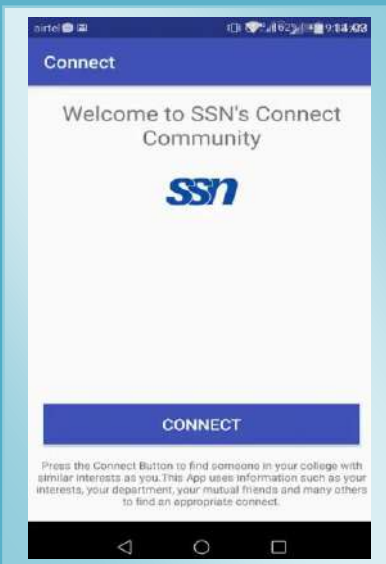 airtel
Connect
Welcome to SSN's Connect
Community
ssn
CONNECT
Press the Connect Button to find someone in your college with
similar interests as you.This App uses information such as your
interests, your department, your mutual friends and many others
to find an appropriate connect.